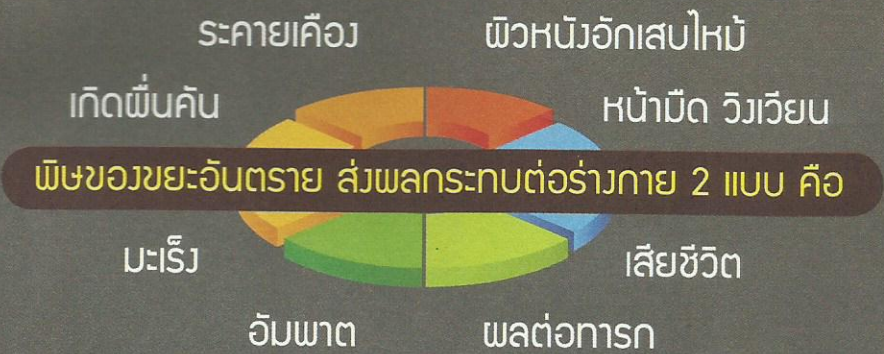 ระคายเคือง
ผิวหนังอักเสบไหม้
เกิดผื่นคัน
หน้ามืด วิงเวียน
พิษของขยะอันตราย ส่งผลกระทบต่อร่างกาย 2 แบบ คือ
มะเร็ง
เสียชีวิต
อัมพาต
ผลต่อทารก